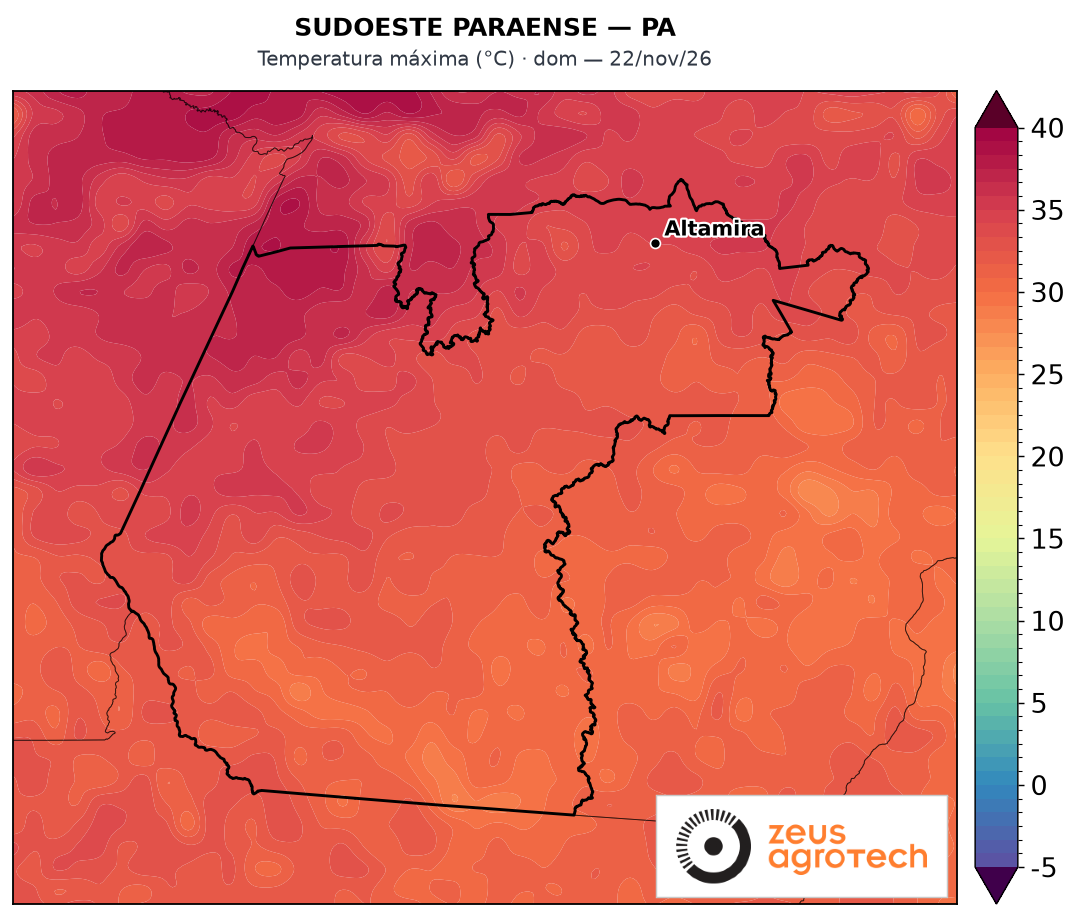 SUDOESTE PARAENSE — PA
Temperatura máxima (°C) · dom — 22/nov/26
Altamira
40
35
30
25
20
15
10
5
0
-5
zeus
agrotech